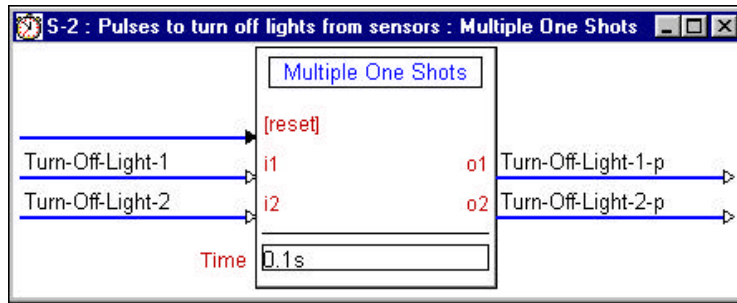 S-2 : Pulses to turn off lights from sensors : Multiple One Shots
Multiple One Shots
[reset]
Turn-Off-Light-1 i1 o1 Turn-Off-Light-1-p
Turn-Off-Light-2 i2 o2 Turn-Off-Light-2-p
Time 0.1s